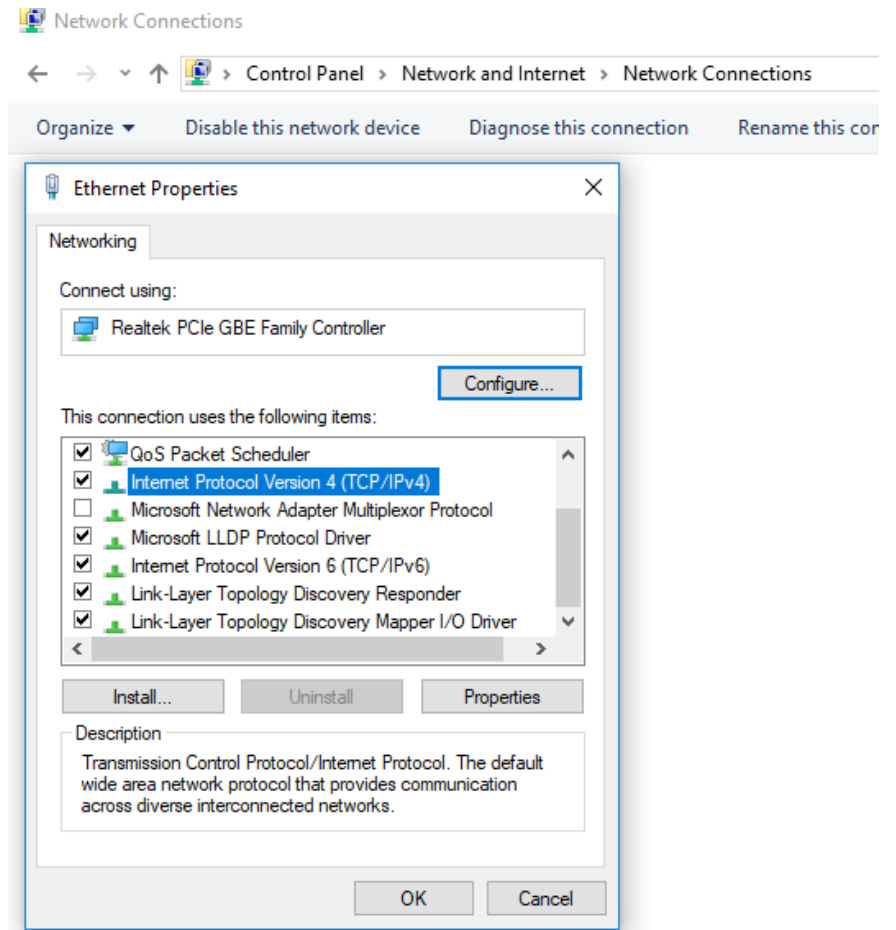 Network Connections
Control Panel > Network and Internet > Network Connections
Organize Disable this network device Diagnose this connection Rename this cor
Ethernet Properties
Networking
Connect using:
Realtek PCIe GBE Family Controller
Configure...
This connection uses the following items:
QoS Packet Scheduler
Internet Protocol Version 4 (TCP/IPv4)
Microsoft Network Adapter Multiplexor Protocol
Microsoft LLDP Protocol Driver
Internet Protocol Version 6 (TCP/IPv6)
Link-Layer Topology Discovery Responder
Link-Layer Topology Discovery Mapper I/O Driver
Install... Uninstall Properties
Description
Transmission Control Protocol/Internet Protocol. The default
wide area network protocol that provides communication
across diverse interconnected networks.
OK Cancel